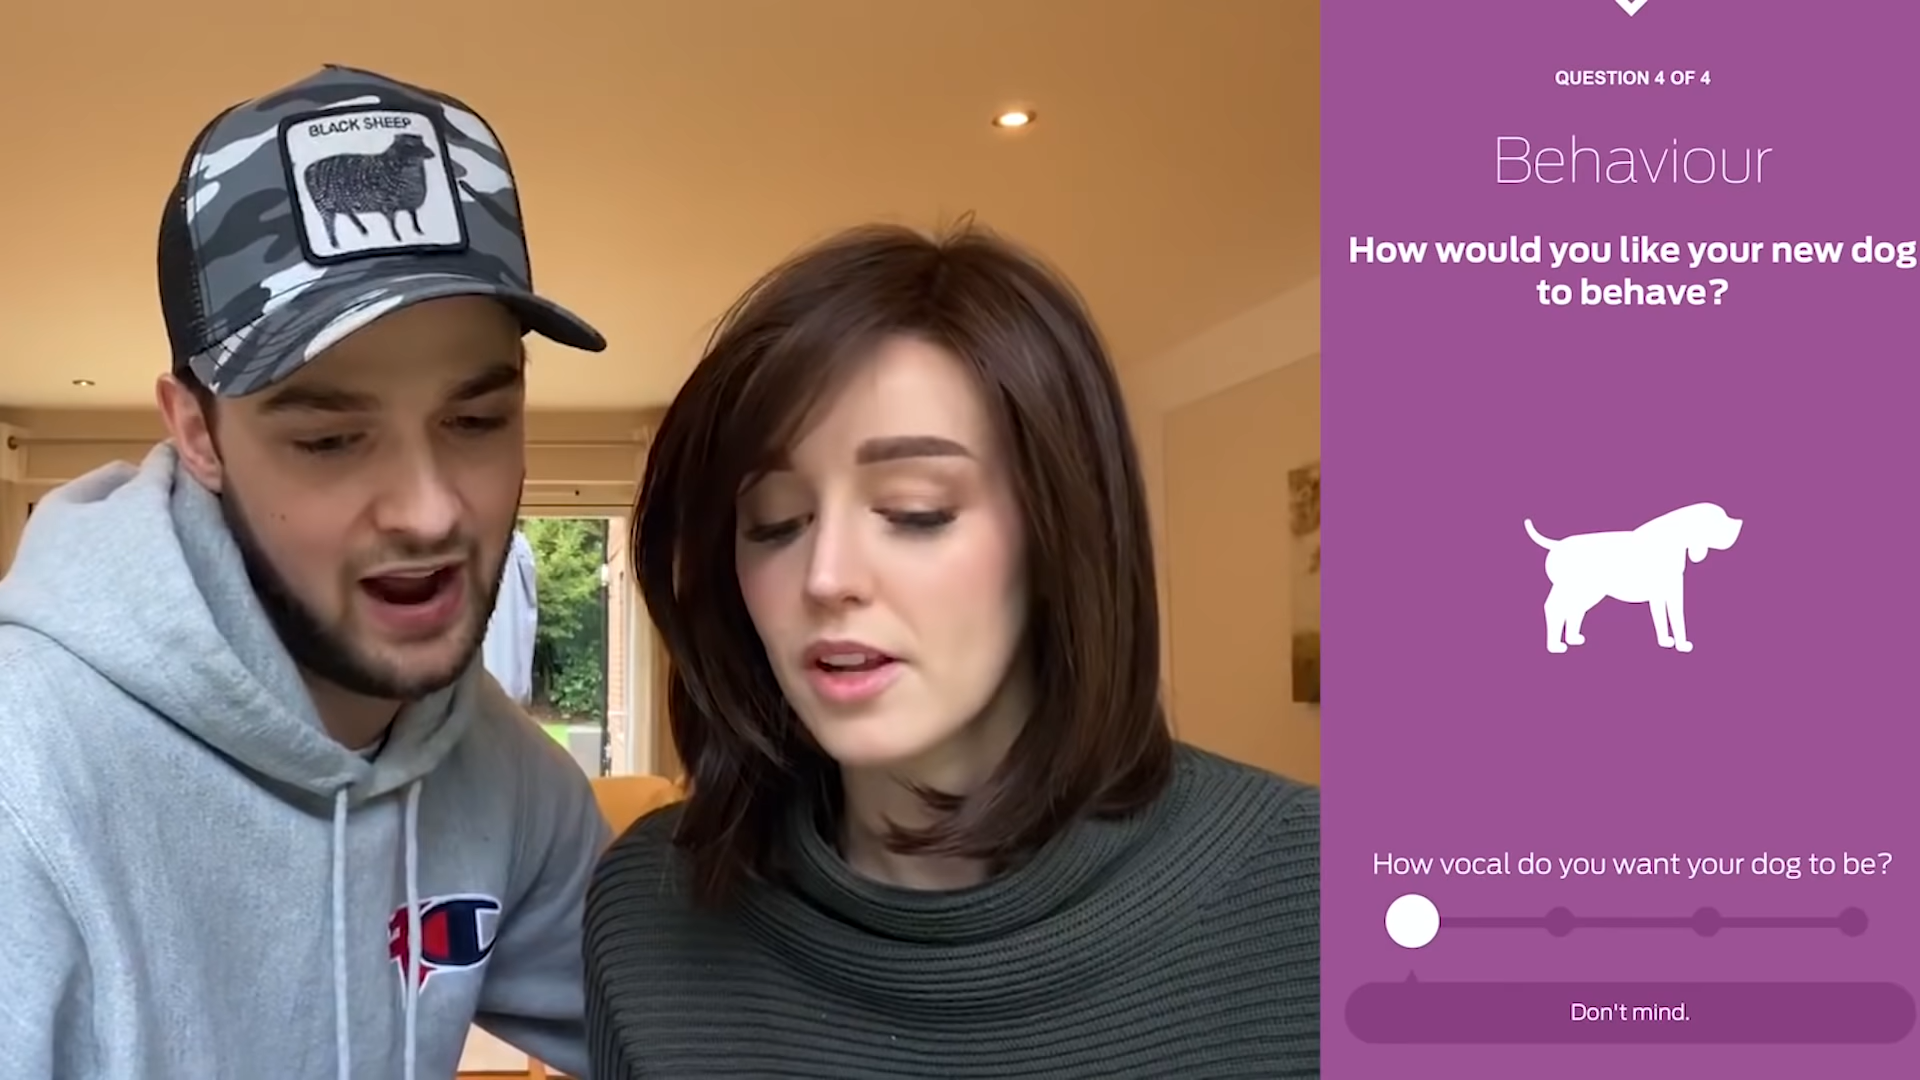 BLACK SHEEP
QUESTION 4 OF 4
Behaviour
How would you like your new dog
to behave?
How vocal do you want your dog to be?
Don't mind.